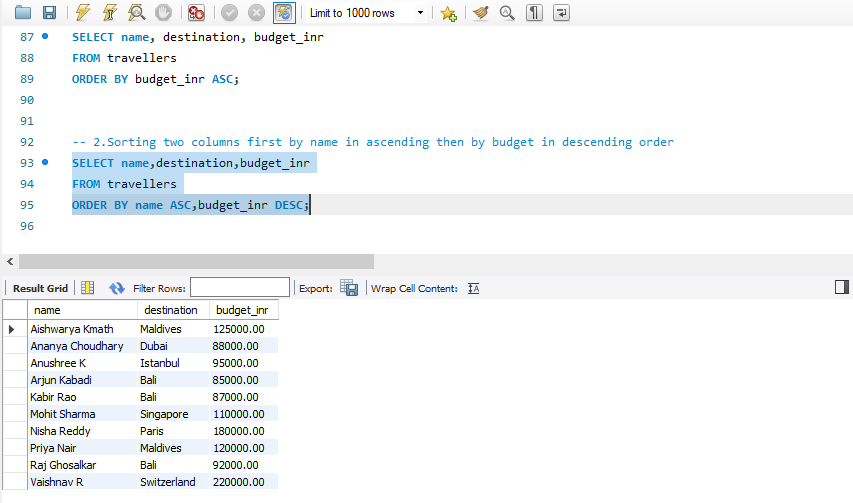 Limit to 1000 rows
87 SELECT name, destination, budget_inr
88 FROM travellers
89 ORDER BY budget_inr ASC;
90
91
92 -- 2.Sorting two columns first by name in ascending then by budget in descending order
93 SELECT name,destination,budget_inr
94 FROM travellers
95 ORDER BY name ASC,budget_inr DESC;
96
Result Grid Filter Rows: Export: Wrap Cell Content:
name destination budget_inr
Aishwarya Kmath Maldives 125000.00
Ananya Choudhary Dubai 88000.00
Anushree K Istanbul 95000.00
Arjun Kabadi Bali 85000.00
Kabir Rao Bali 87000.00
Mohit Sharma Singapore 110000.00
Nisha Reddy Paris 180000.00
Priya Nair Maldives 120000.00
Raj Ghosalkar Bali 92000.00
Vaishnav R Switzerland 220000.00